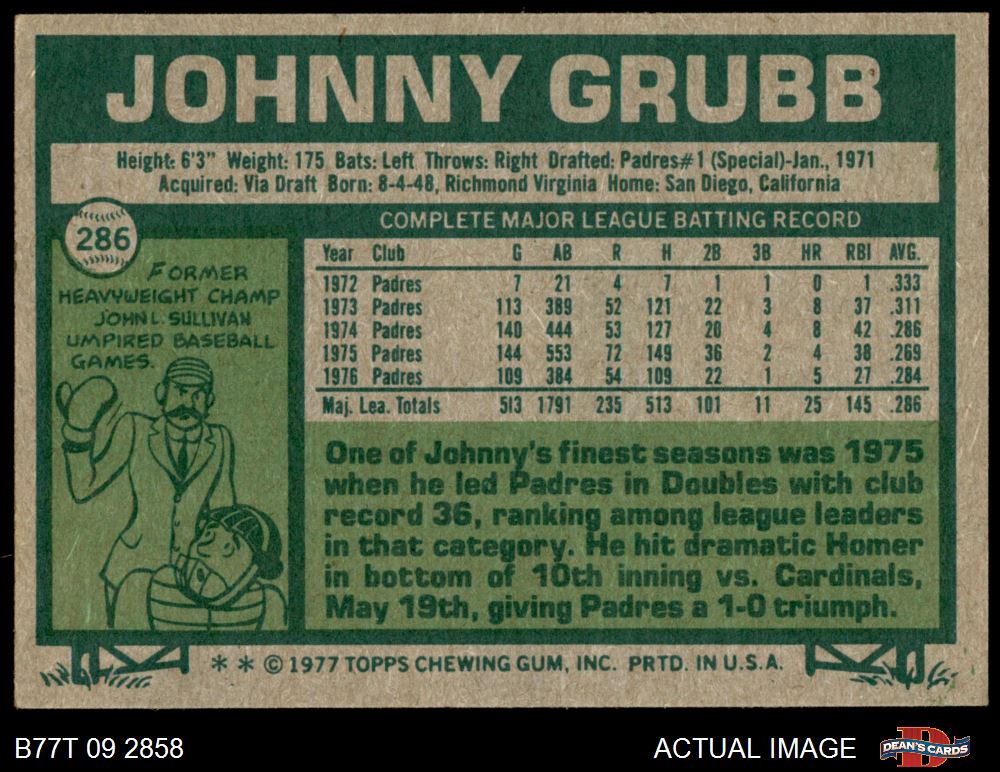 JOHNNY GRUBB
Height: 6'3" Weight: 175 Bats: Left Throws: Right Drafted: Padres#1 (Special)-Jan., 1971
Acquired: Via Draft Born: 8-4-48, Richmond Virginia Home: San Diego, California
286
FORMER
HEAVYWEIGHT CHAMP
JOHN L. SULLIVAN
UMPIRED BASEBALL
GAMES.
COMPLETE MAJOR LEAGUE BATTING RECORD
Year Club G AB R H 2B 3B HR RBI AVG.
1972 Padres 7 21 4 7 1 1 0 1 .333
1973 Padres 113 389 52 121 22 3 8 37 .311
1974 Padres 140 444 53 127 20 4 8 42 .286
1975 Padres 144 553 72 149 36 2 4 38 .269
1976 Padres 109 384 54 109 22 1 5 27 .284
Maj. Lea. Totals 513 1791 235 513 101 11 25 145 .286
One of Johnny's finest seasons was 1975
when he led Padres in Doubles with club
record 36, ranking among league leaders
in that category. He hit dramatic Homer
in bottom of 10th inning vs. Cardinals,
May 19th, giving Padres a 1-0 triumph.
* * © 1977 TOPPS CHEWING GUM, INC. PRTD. IN U.S.A.
B77T 09 2858
ACTUAL IMAGE
D
DEAN'S CARDS